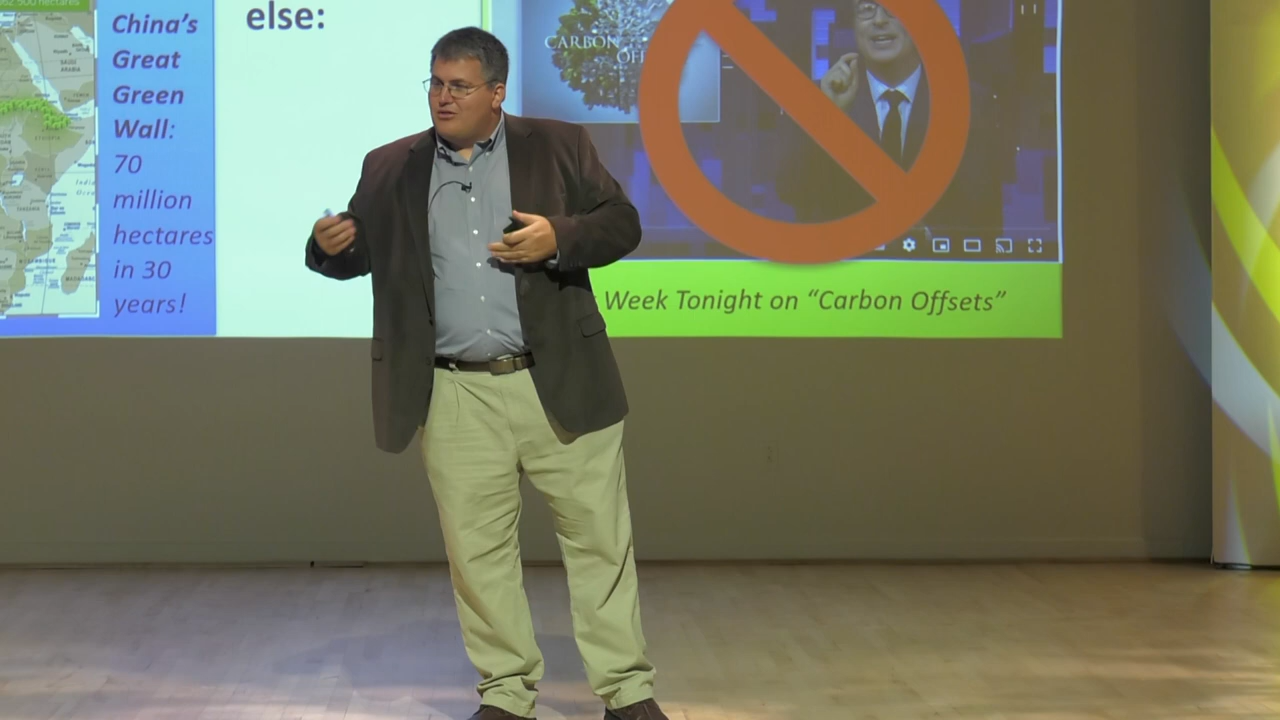 China's
Great
Green
Wall:
70
million
hectares
in 30
years!
else:
CARBON
Week Tonight on “Carbon Offsets”